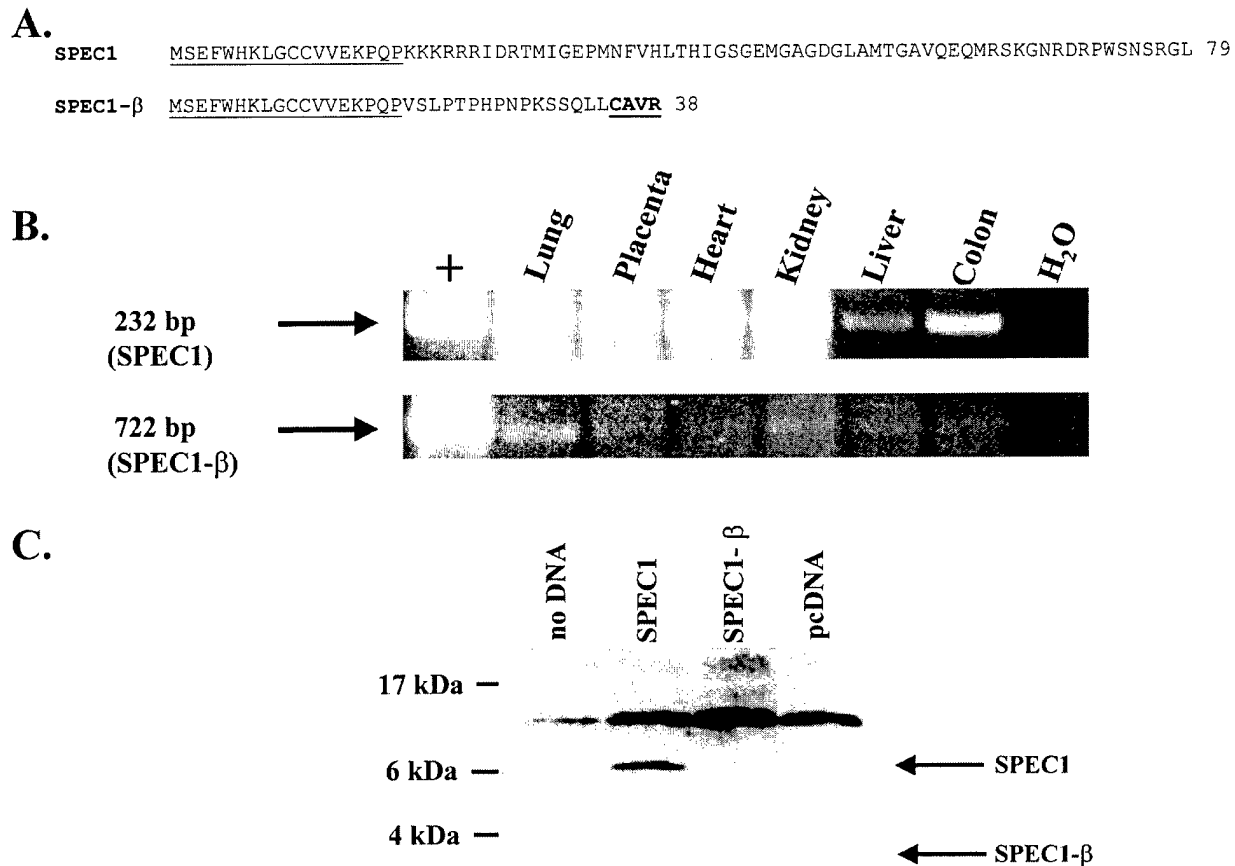 A.
SPEC1 MSEFWHKLGCCVVEKPQPKKKRRRIDRTMIGEPMNFVHLTHIGSGEMGAGDGLAMTGAVQEQMRSKGNRDRPWSNSRGL 79
SPEC1-β MSEFWHKLGCCVVEKPQPVSLPTPHPNPKSSQLLCAVR 38
B.
+ Lung Placenta Heart Kidney Liver Colon H₂O
232 bp
(SPEC1)
722 bp
(SPEC1-β)
C.
no DNA SPEC1 SPEC1-β pcDNA
17 kDa
6 kDa
SPEC1
4 kDa
SPEC1-β